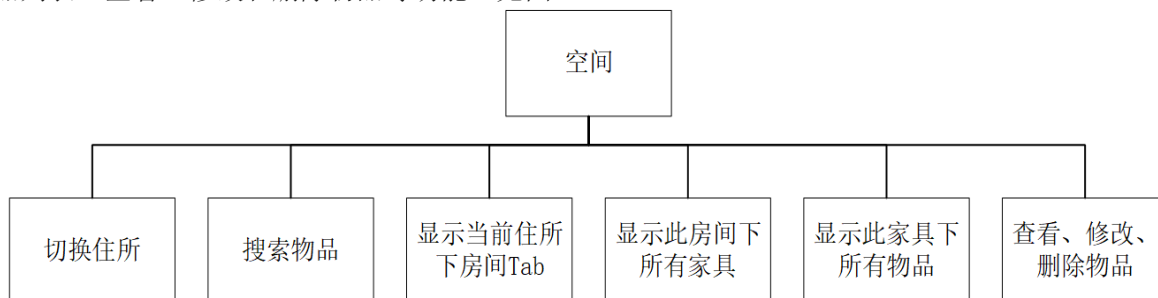 空间
切换住所
搜索物品
显示当前住所
下房间Tab
显示此房间下
所有家具
显示此家具下
所有物品
查看、修改、
删除物品